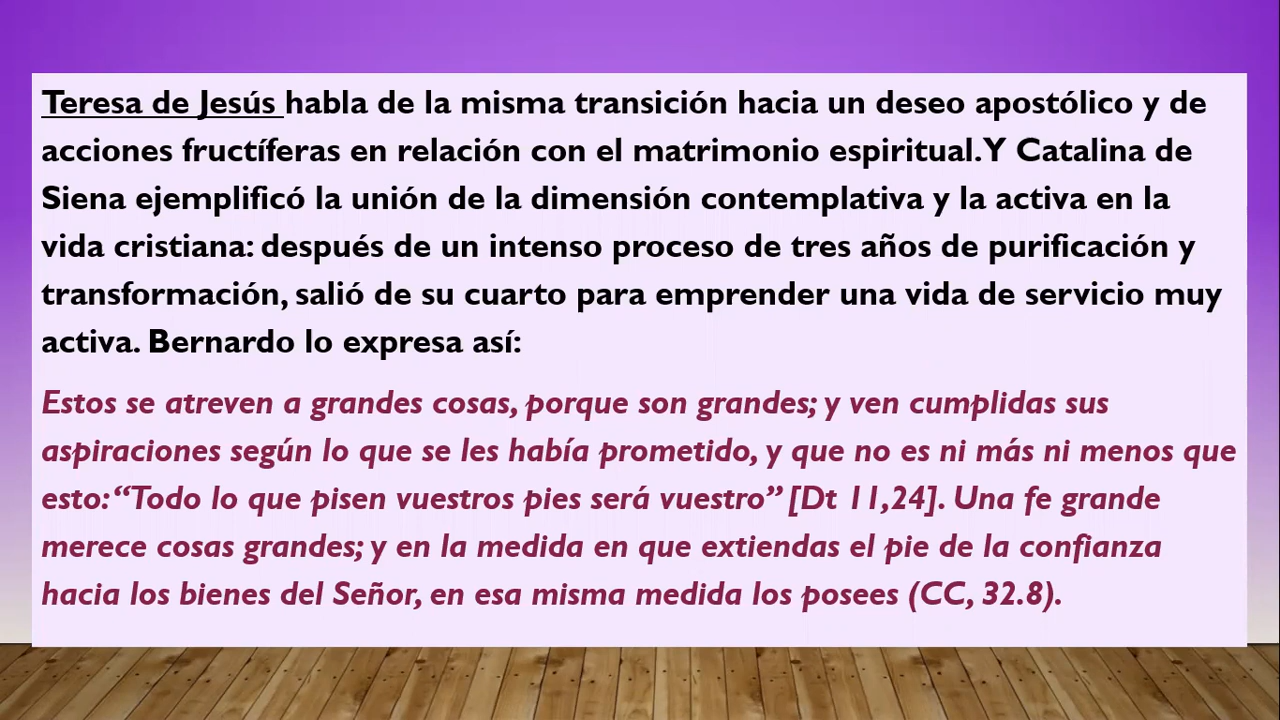 Teresa de Jesús habla de la misma transición hacia un deseo apostólico y de
acciones fructíferas en relación con el matrimonio espiritual. Y Catalina de
Siena ejemplificó la unión de la dimensión contemplativa y la activa en la
vida cristiana: después de un intenso proceso de tres años de purificación y
transformación, salió de su cuarto para emprender una vida de servicio muy
activa. Bernardo lo expresa así:
Estos se atreven a grandes cosas, porque son grandes; y ven cumplidas sus
aspiraciones según lo que se les había prometido, y que no es ni más ni menos que
esto: “Todo lo que pisen vuestros pies será vuestro” [Dt 11,24]. Una fe grande
merece cosas grandes; y en la medida en que extiendas el pie de la confianza
hacia los bienes del Señor, en esa misma medida los posees (CC, 32.8).